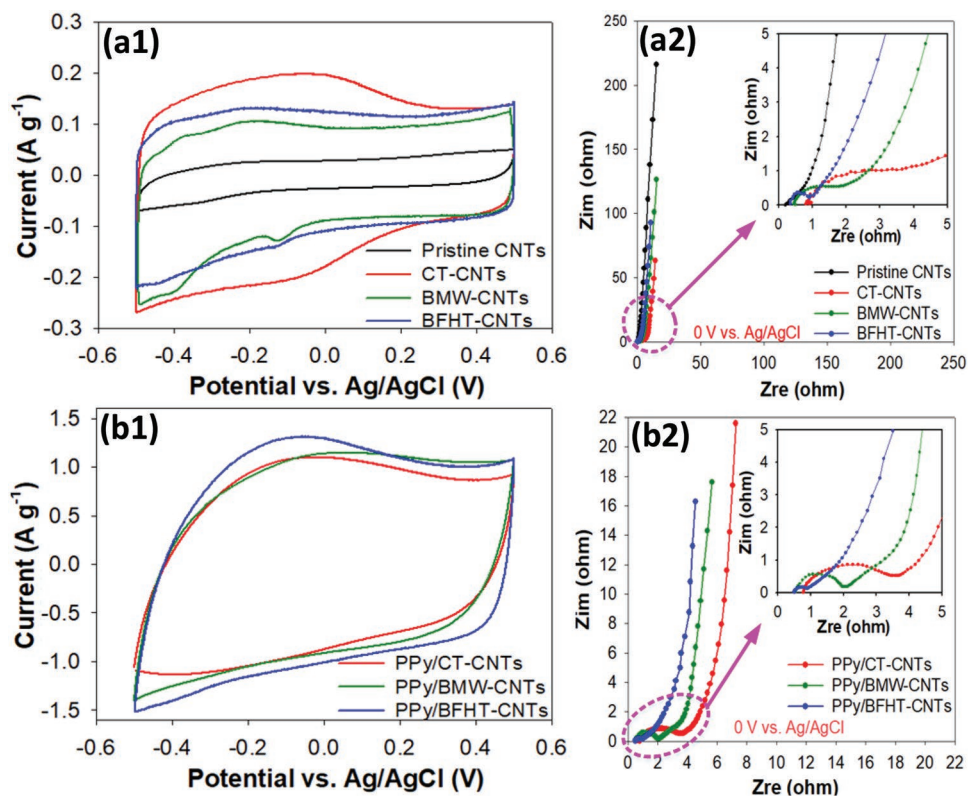 (a1)
0.3
0.2
0.1
0.0
-0.1
-0.2
-0.3
Current (A g⁻¹)
Pristine CNTs
CT-CNTs
BMW-CNTs
BFHT-CNTs
-0.6 -0.4 -0.2 0.0 0.2 0.4 0.6
Potential vs. Ag/AgCl (V)
(a2)
250
200
150
100
50
0
Zim (ohm)
5
4
3
2
1
0
Zim (ohm)
0 1 2 3 4 5
Zre (ohm)
Pristine CNTs
CT-CNTs
BMW-CNTs
BFHT-CNTs
0 V vs. Ag/AgCl
0 50 100 150 200 250
Zre (ohm)
(b1)
1.5
1.0
0.5
0.0
-0.5
-1.0
-1.5
Current (A g⁻¹)
PPy/CT-CNTs
PPy/BMW-CNTs
PPy/BFHT-CNTs
-0.6 -0.4 -0.2 0.0 0.2 0.4 0.6
Potential vs. Ag/AgCl (V)
(b2)
22
20
18
16
14
12
10
8
6
4
2
0
Zim (ohm)
5
4
3
2
1
0
Zim (ohm)
0 1 2 3 4 5
Zre (ohm)
PPy/CT-CNTs
PPy/BMW-CNTs
PPy/BFHT-CNTs
0 V vs. Ag/AgCl
0 2 4 6 8 10 12 14 16 18 20 22
Zre (ohm)